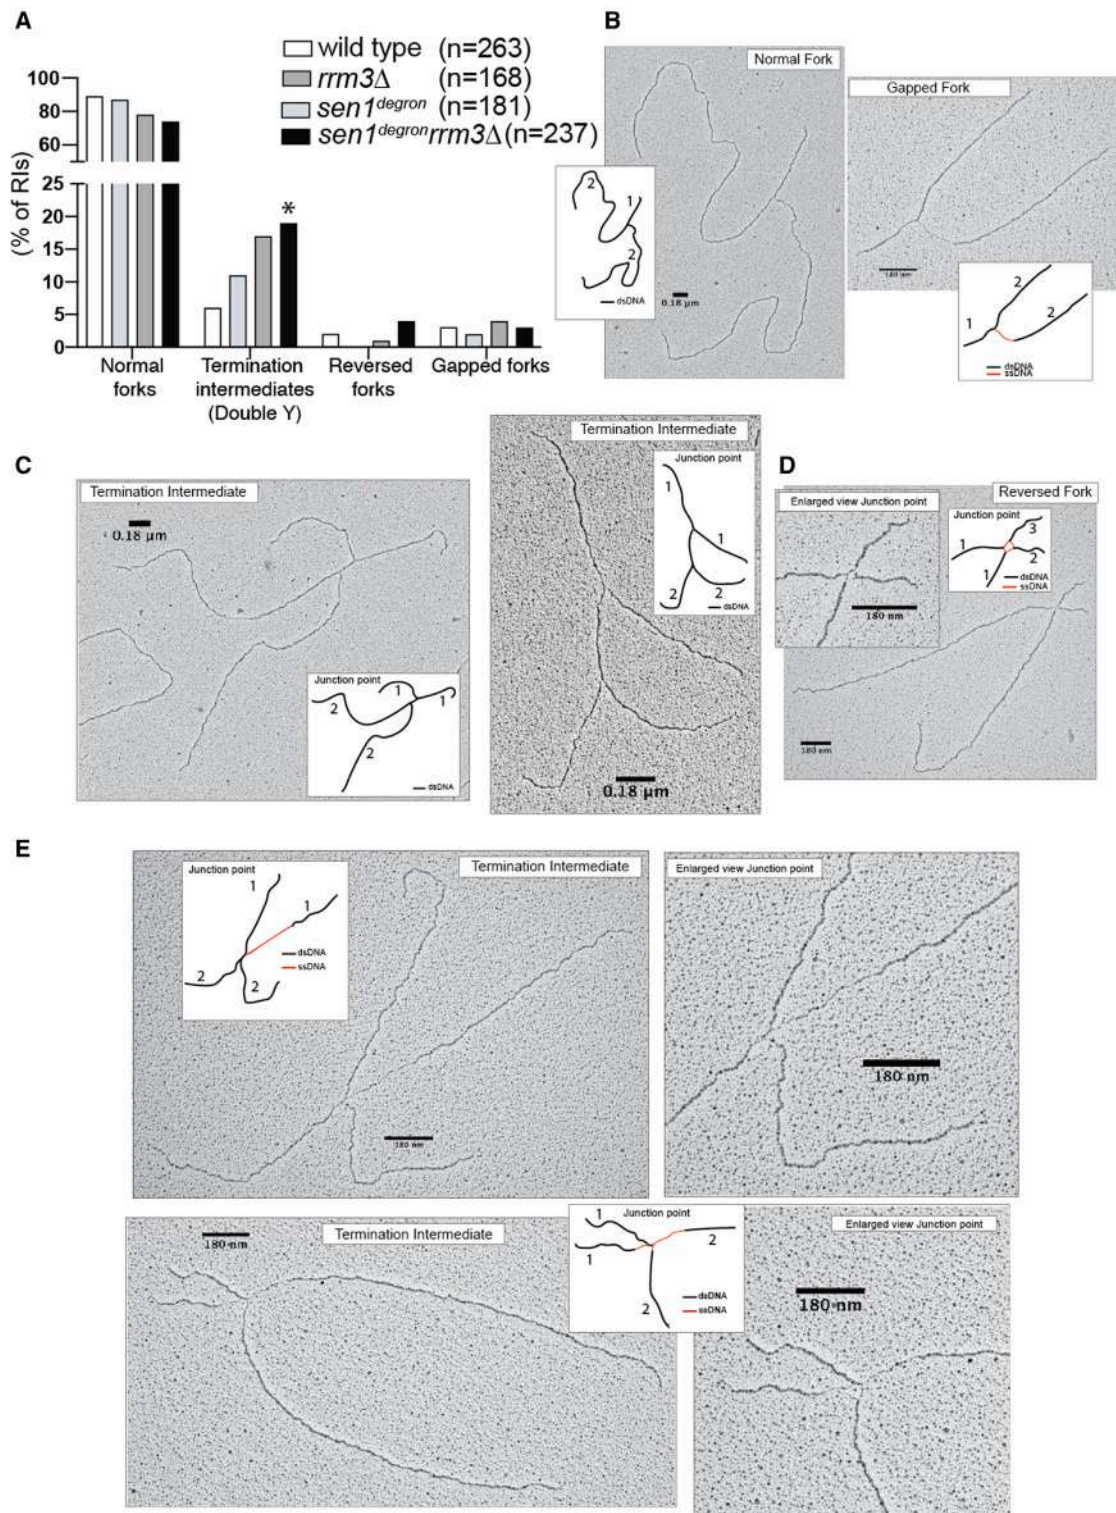 A
wild type (n=263)
rrm3Δ (n=168)
sen1degron (n=181)
sen1degron rrm3Δ (n=237)
(% of RIs)
100
80
60
25
20
15
10
5
0
*
Normal
forks
Termination
intermediates
(Double Y)
Reversed
forks
Gapped forks
B
Normal Fork
2
1
2
dsDNA
0.18 μm
Gapped Fork
180 nm
1
2
2
dsDNA
ssDNA
C
Termination Intermediate
0.18 μm
Junction point
1
1
2
2
dsDNA
Termination Intermediate
Junction point
1
1
2
2
dsDNA
0.18 μm
D
Reversed Fork
Enlarged view Junction point
180 nm
Junction point
3
1
2
1
dsDNA
ssDNA
180 nm
E
Termination Intermediate
Junction point
1
1
2
2
dsDNA
ssDNA
180 nm
Enlarged view Junction point
180 nm
180 nm
Termination Intermediate
Junction point
1
1
2
2
dsDNA
ssDNA
Enlarged view Junction point
180 nm